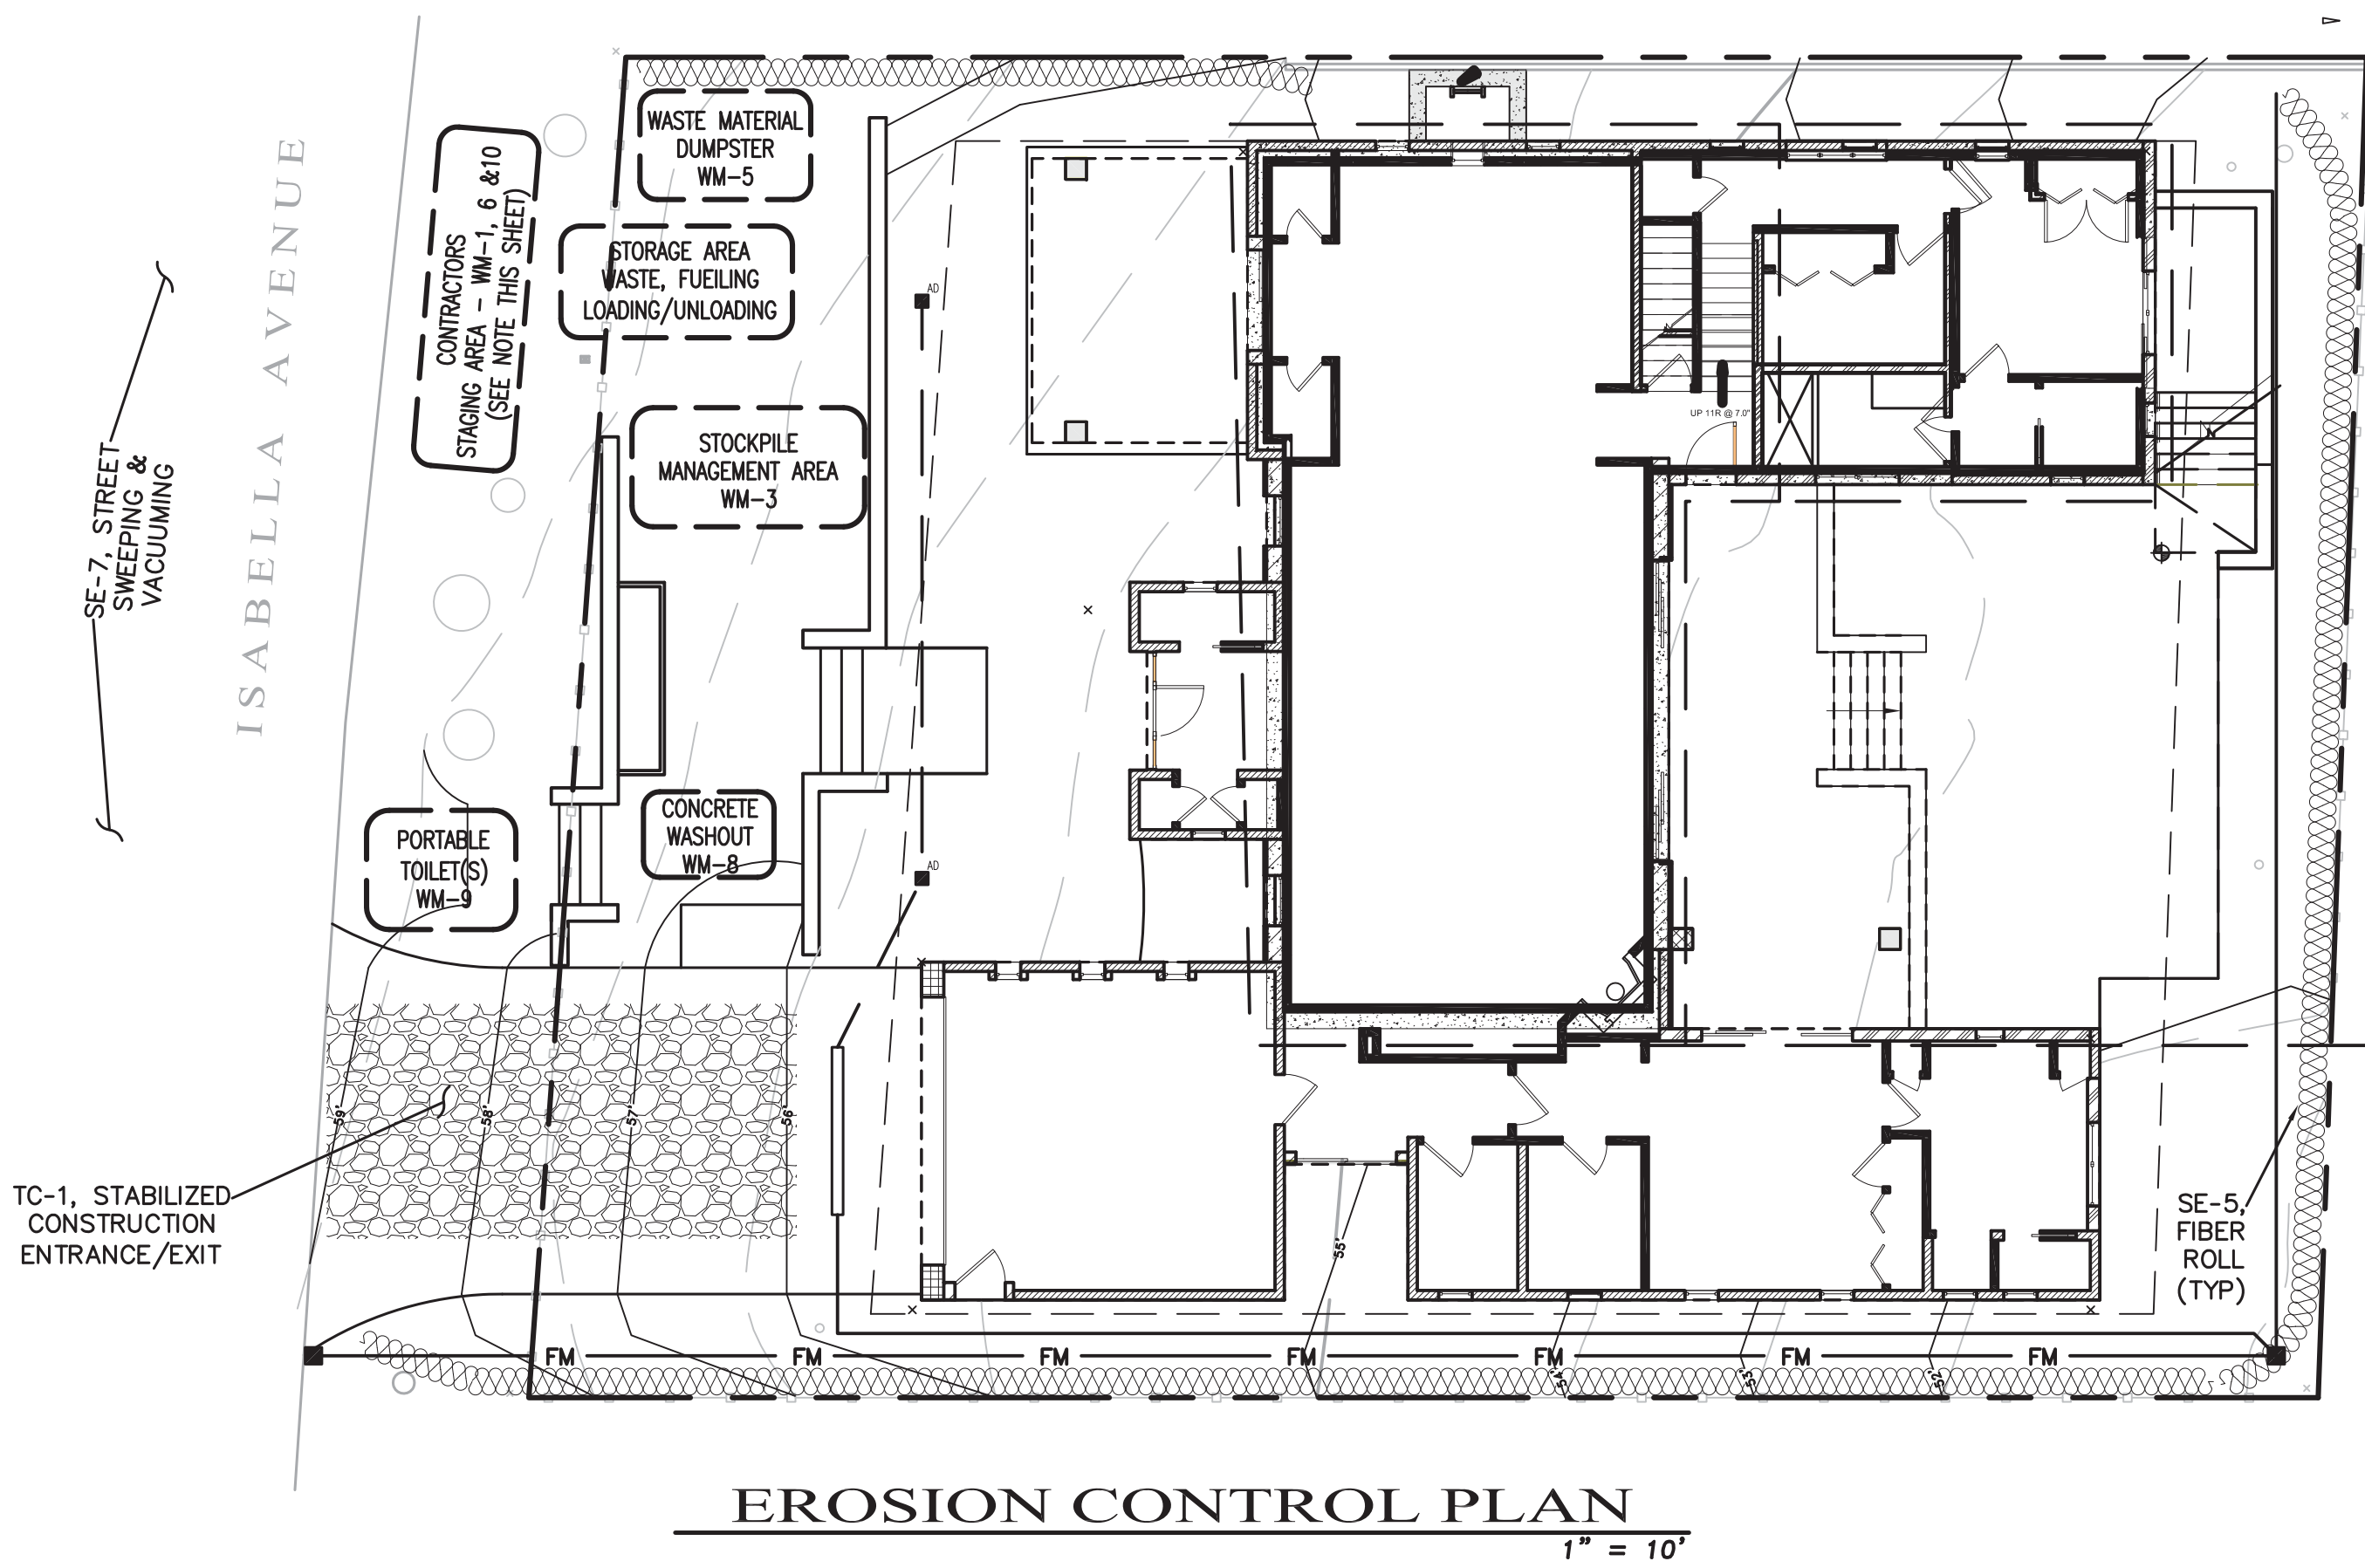 WASTE MATERIAL
DUMPSTER
WM-5
CONTRACTORS
STAGING AREA - WM-1, 6 &10
(SEE NOTE THIS SHEET)
STORAGE AREA
WASTE, FUEILING
LOADING/UNLOADING
AD
ISABELLA AVENUE
UP 11R @ 7.0"
STOCKPILE
MANAGEMENT AREA
WM-3
SE-7, STREET
SWEEPING &
VACUUMING
CONCRETE
WASHOUT
WM-8
PORTABLE
TOILET(S)
WM-9
AD
59'
58'
57'
56'
TC-1, STABILIZED
CONSTRUCTION
ENTRANCE/EXIT
55'
SE-5,
FIBER
ROLL
(TYP)
FM FM FM FM FM FM FM
54'
53'
52'
EROSION CONTROL PLAN
1" = 10'